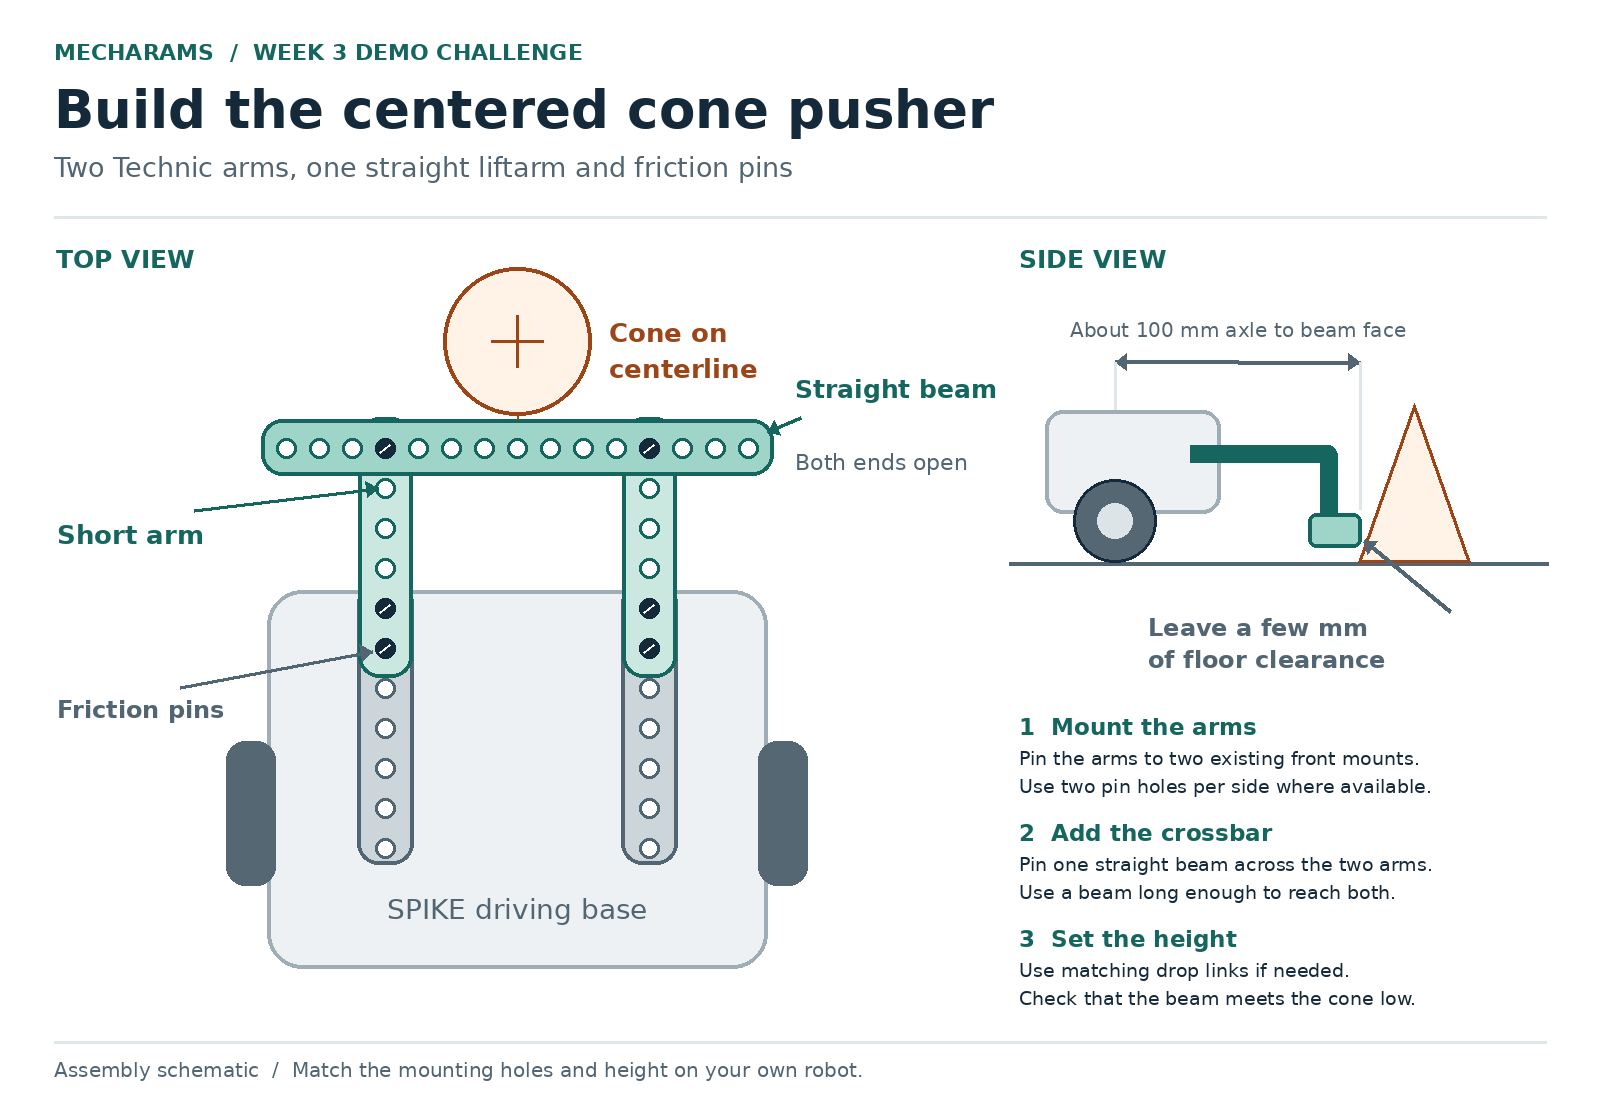 MECHARAMS / WEEK 3 DEMO CHALLENGE
Build the centered cone pusher
Two Technic arms, one straight liftarm and friction pins
TOP VIEW
Cone on
centerline
Straight beam
Both ends open
Short arm
Friction pins
SPIKE driving base
SIDE VIEW
About 100 mm axle to beam face
Leave a few mm
of floor clearance
1 Mount the arms
Pin the arms to two existing front mounts.
Use two pin holes per side where available.
2 Add the crossbar
Pin one straight beam across the two arms.
Use a beam long enough to reach both.
3 Set the height
Use matching drop links if needed.
Check that the beam meets the cone low.
Assembly schematic / Match the mounting holes and height on your own robot.